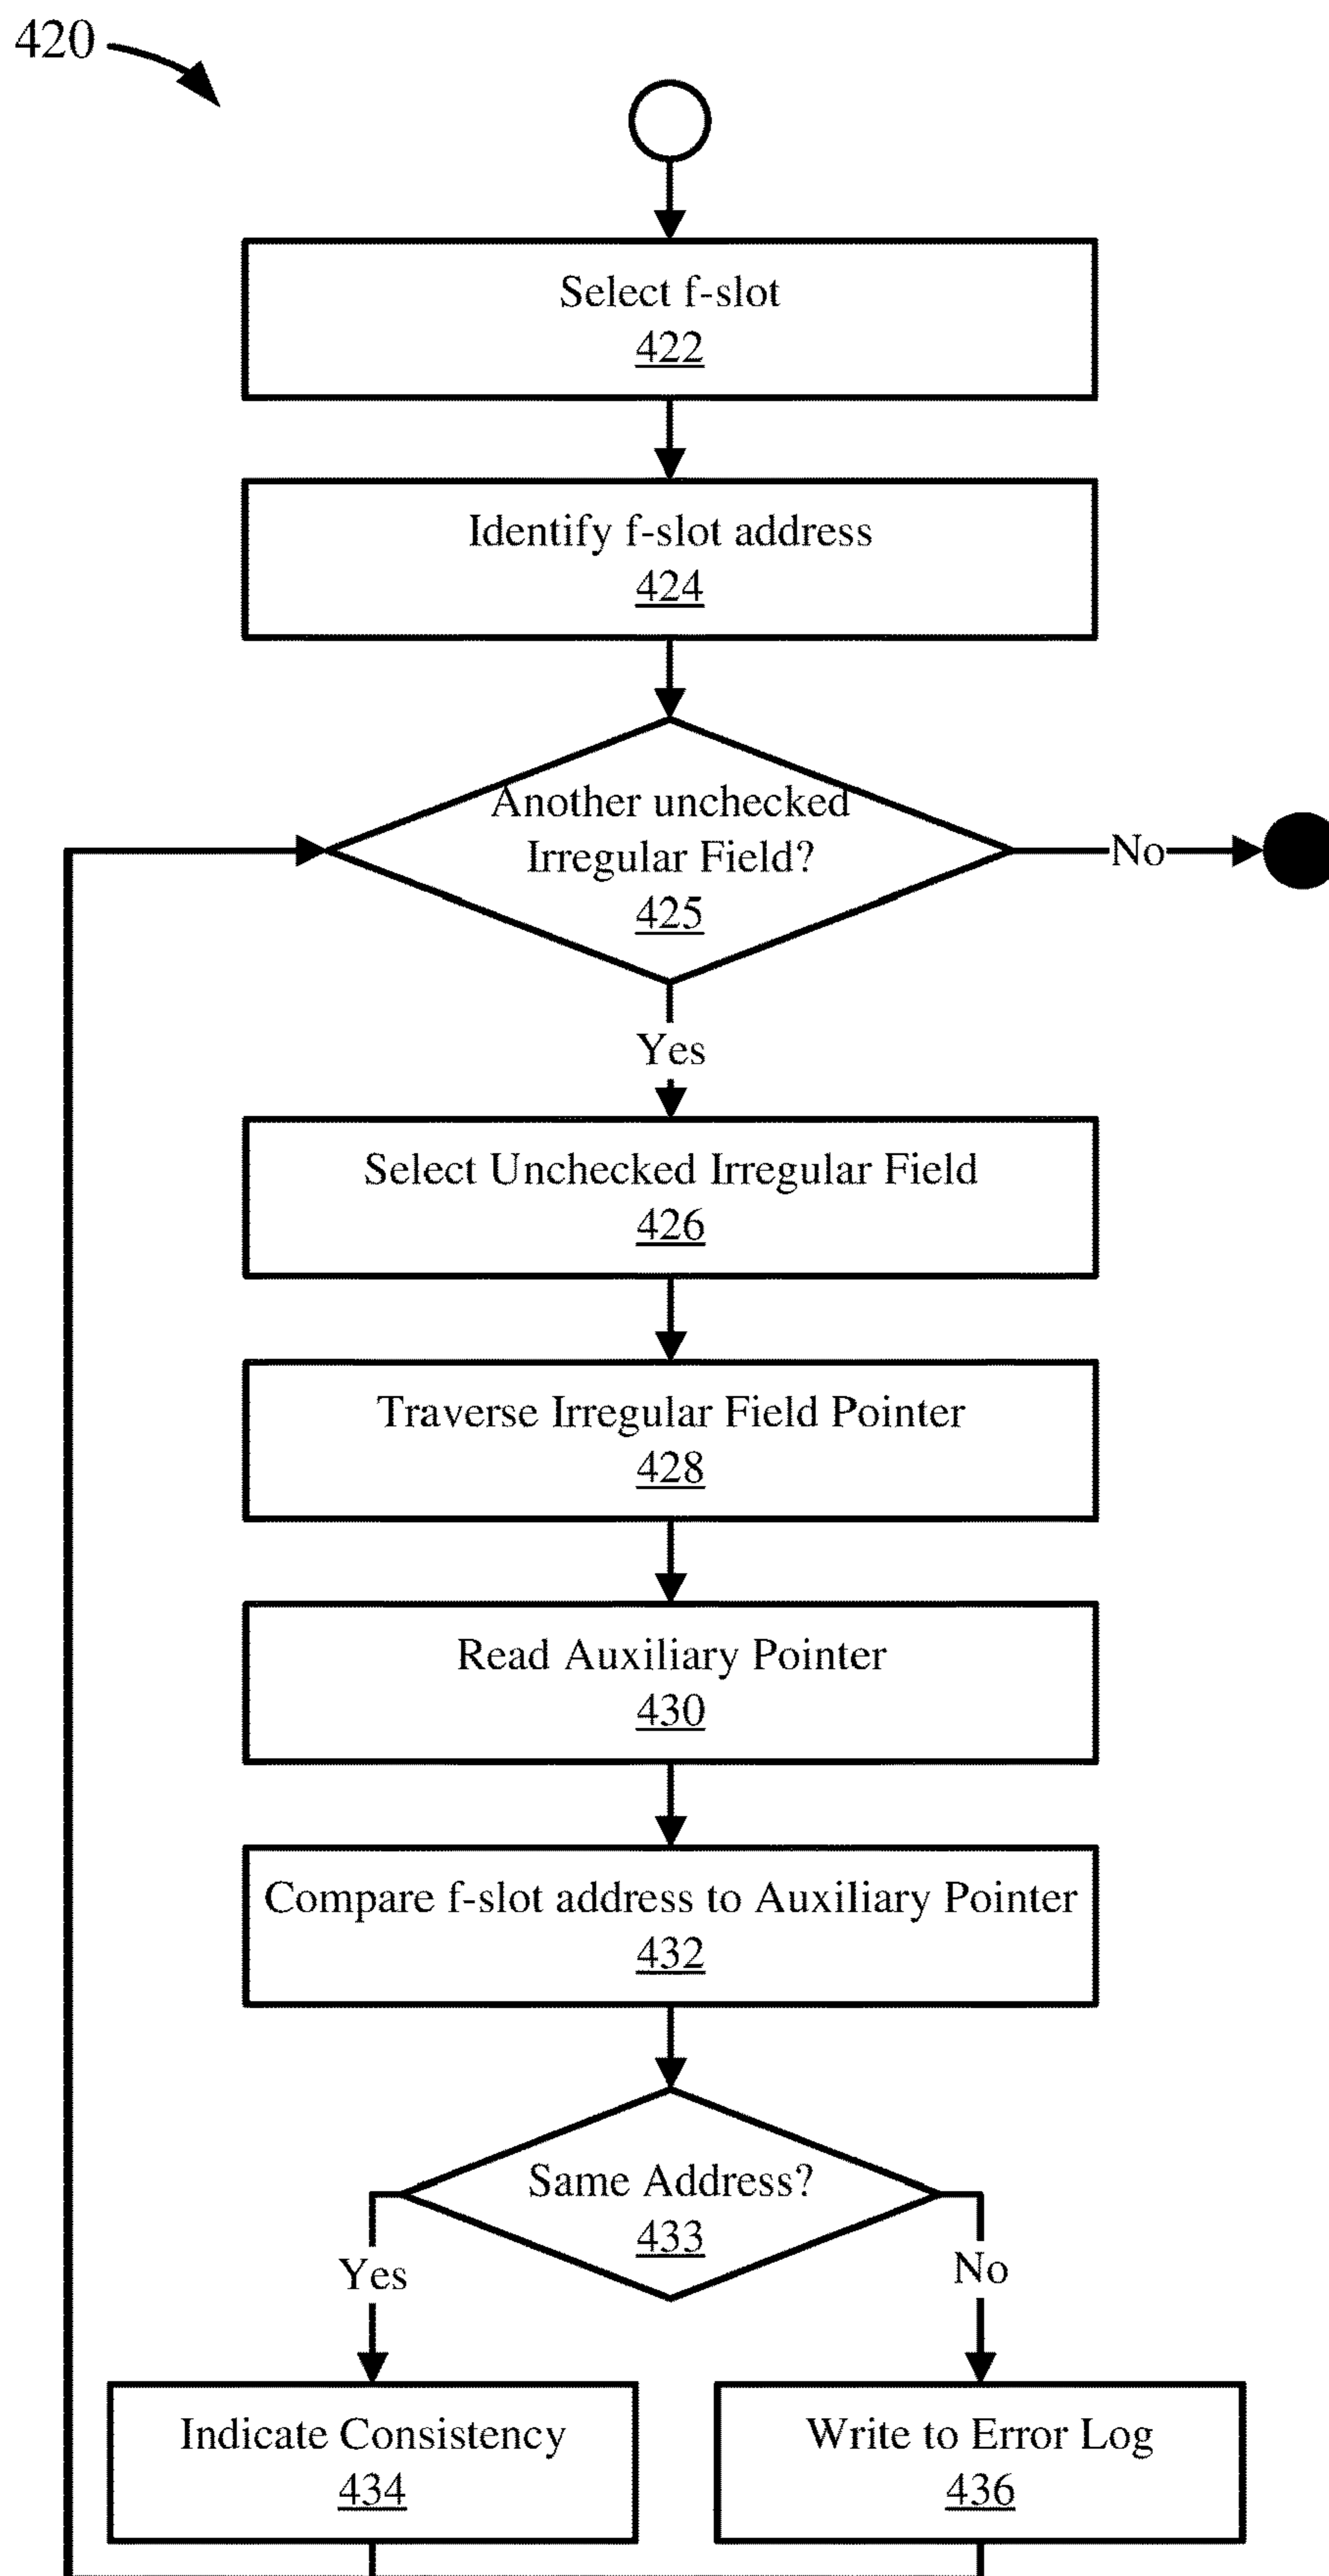 420
Select f-slot
422
Identify f-slot address
424
Another unchecked
Irregular Field?
425
No
Yes
Select Unchecked Irregular Field
426
Traverse Irregular Field Pointer
428
Read Auxiliary Pointer
430
Compare f-slot address to Auxiliary Pointer
432
Same Address?
433
Yes
No
Indicate Consistency
434
Write to Error Log
436